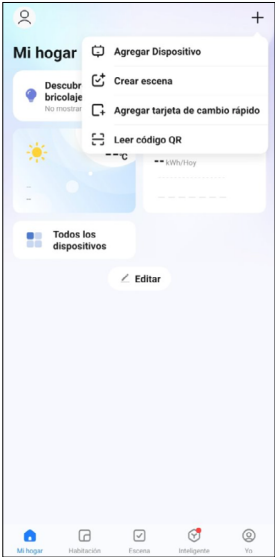 Mi hogar
Agregar Dispositivo
Crear escena
Agregar tarjeta de cambio rápido
Leer código QR
Descubr
bricolaje
No mostrar
--°C
-- kWh/Hoy
--
--
Todos los
dispositivos
Editar
Mi hogar
Habitación
Escena
Inteligente
Yo